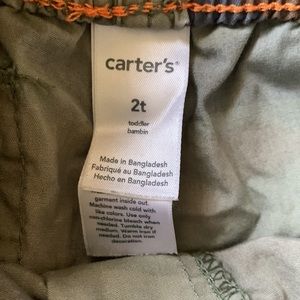 carter's®
2t
toddler
bambin
Made in Bangladesh
Fabriqué au Bangladesh
Hecho en Bangladesh
garment inside out.
Machine wash cold with
like colors. Use only
non-chlorine bleach when
needed. Tumble dry
medium. Warm iron if
needed. Do not iron
decoration.